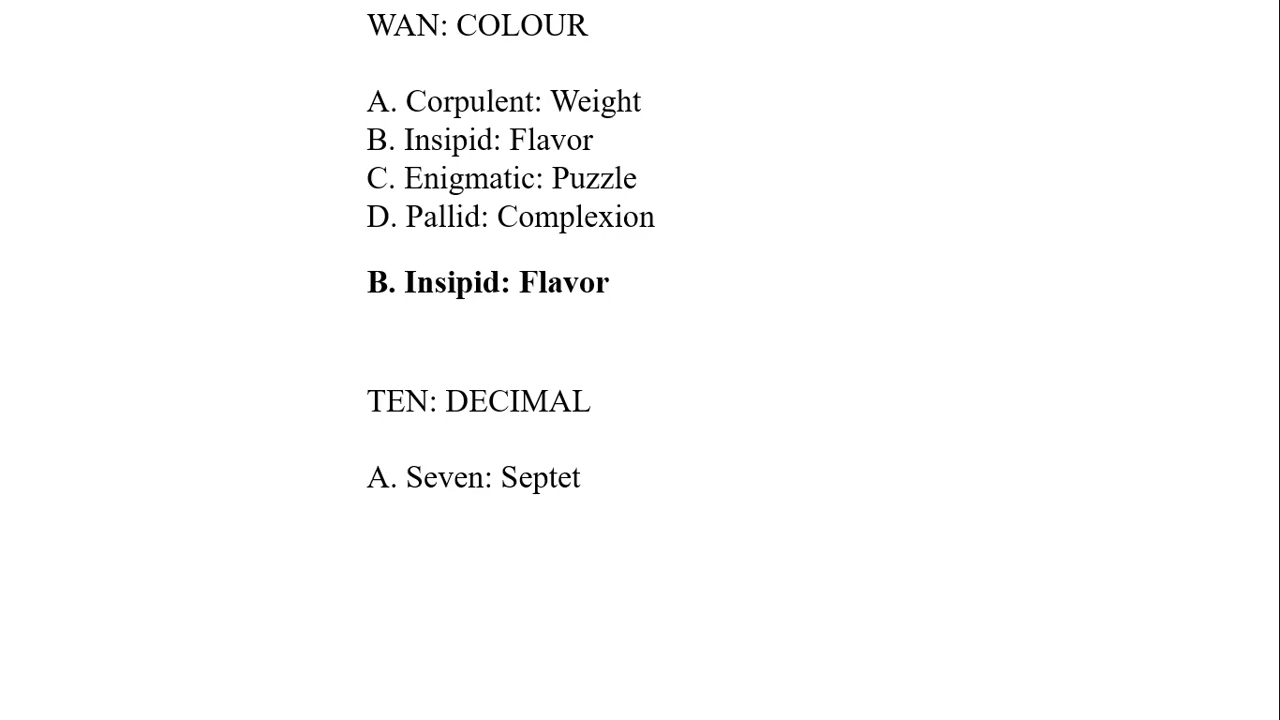 WAN: COLOUR
A. Corpulent: Weight
B. Insipid: Flavor
C. Enigmatic: Puzzle
D. Pallid: Complexion
B. Insipid: Flavor
TEN: DECIMAL
A. Seven: Septet